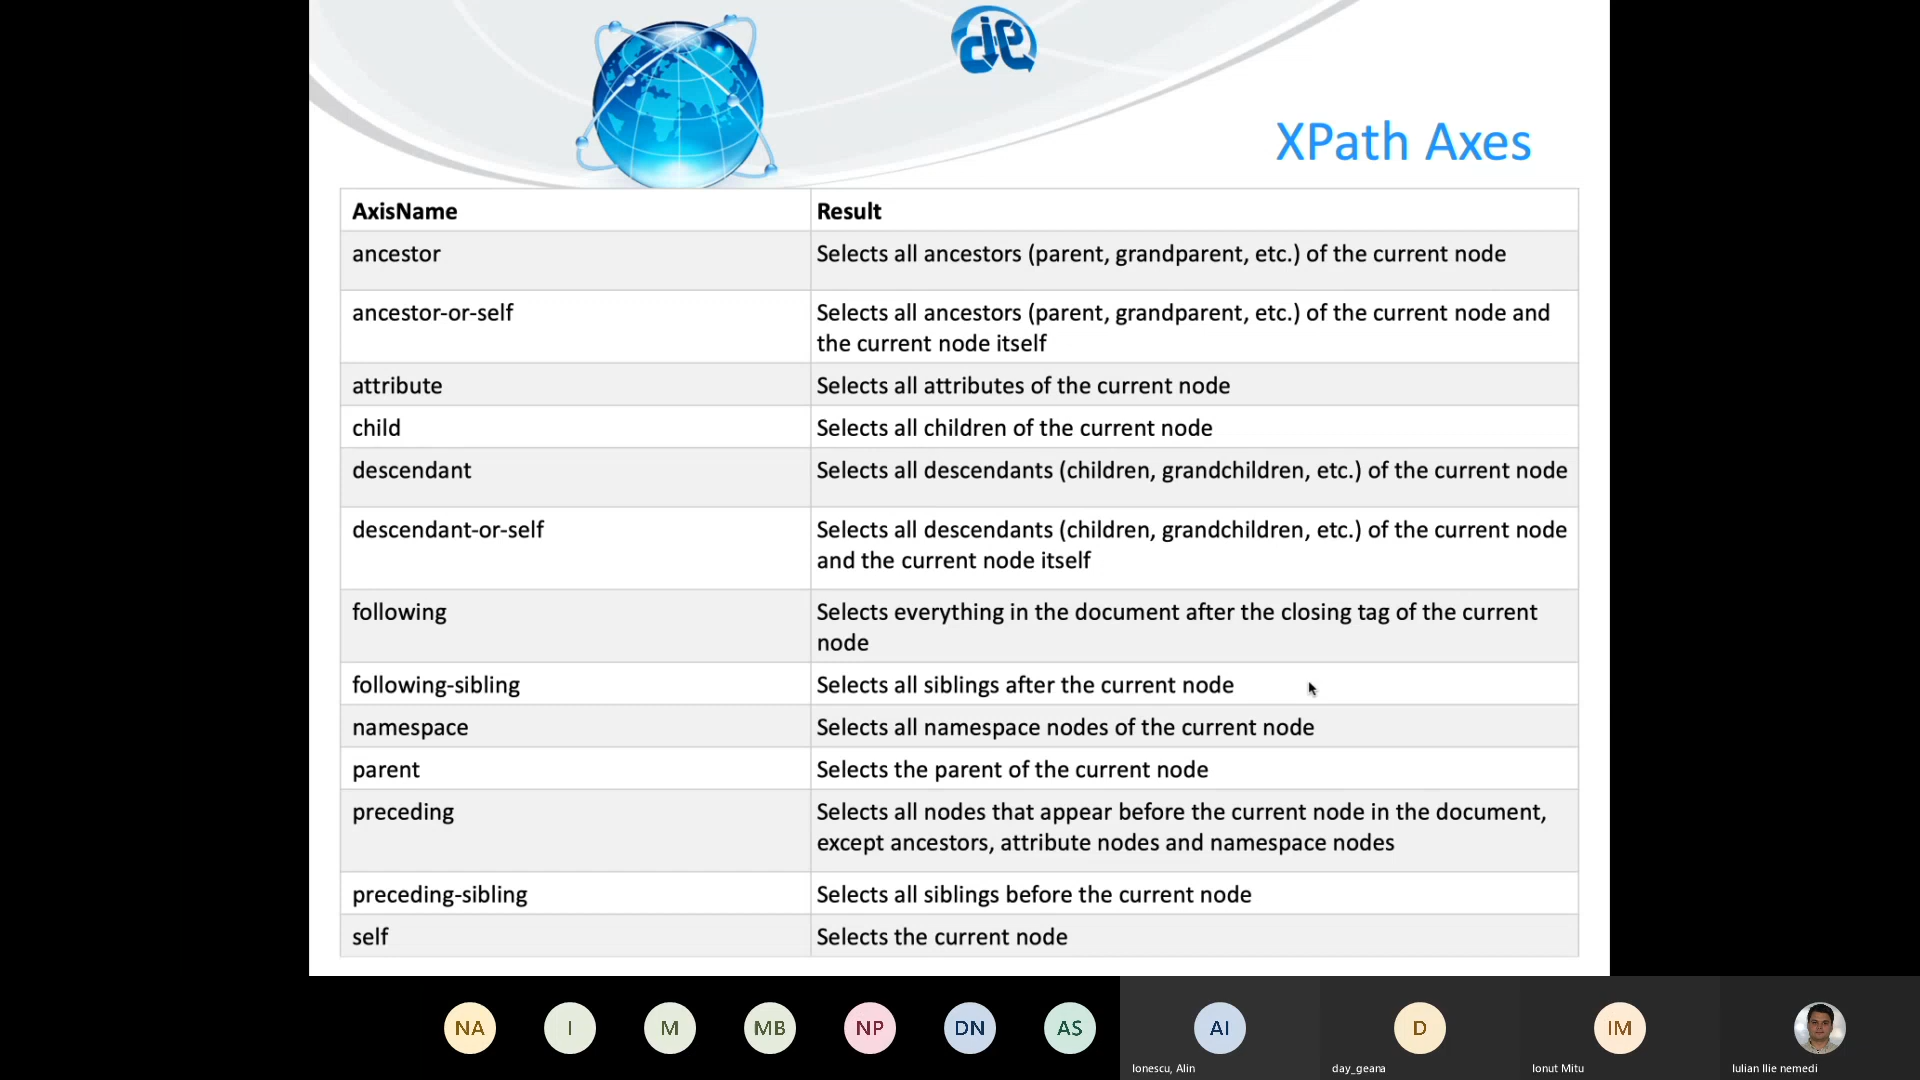 XPath Axes
AxisName Result
ancestor Selects all ancestors (parent, grandparent, etc.) of the current node
ancestor-or-self Selects all ancestors (parent, grandparent, etc.) of the current node and
the current node itself
attribute Selects all attributes of the current node
child Selects all children of the current node
descendant Selects all descendants (children, grandchildren, etc.) of the current node
descendant-or-self Selects all descendants (children, grandchildren, etc.) of the current node
and the current node itself
following Selects everything in the document after the closing tag of the current
node
following-sibling Selects all siblings after the current node
namespace Selects all namespace nodes of the current node
parent Selects the parent of the current node
preceding Selects all nodes that appear before the current node in the document,
except ancestors, attribute nodes and namespace nodes
preceding-sibling Selects all siblings before the current node
self Selects the current node
NA I M MB NP DN AS AI D IM
Ionescu, Alin day_geana Ionut Mitu Iulian Ilie nemedi